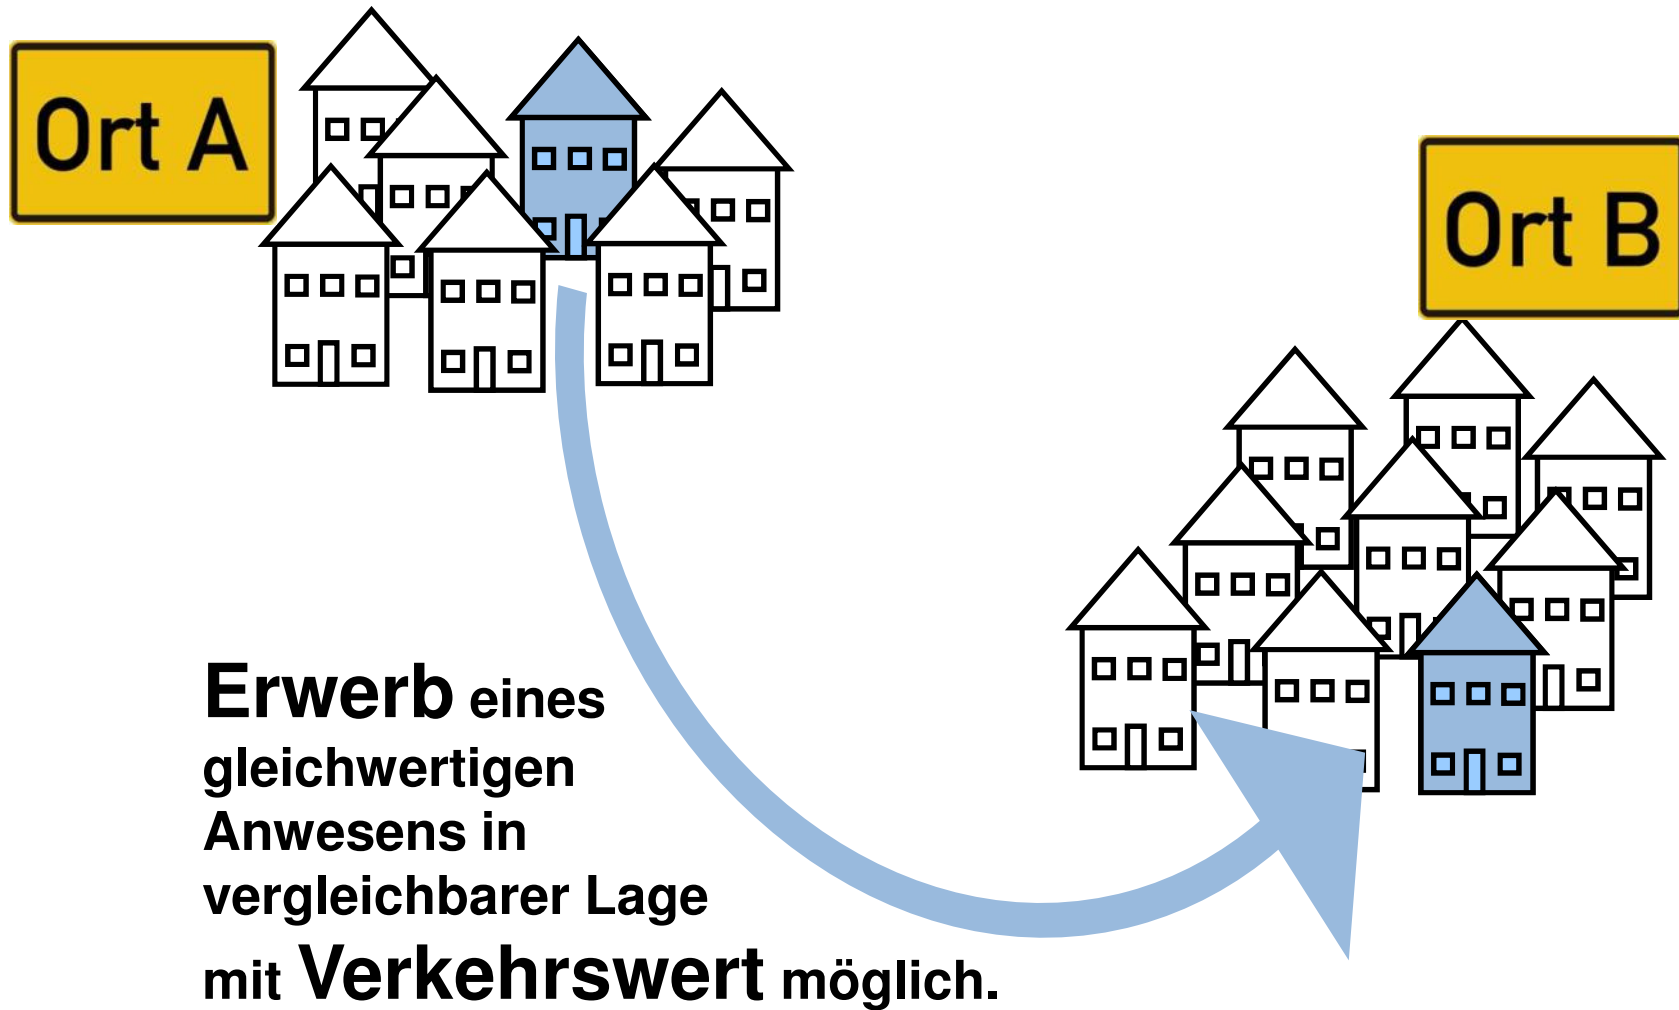 Ort A
Ort B
Erwerb eines
gleichwertigen
Anwesens in
vergleichbarer Lage
mit Verkehrswert möglich.